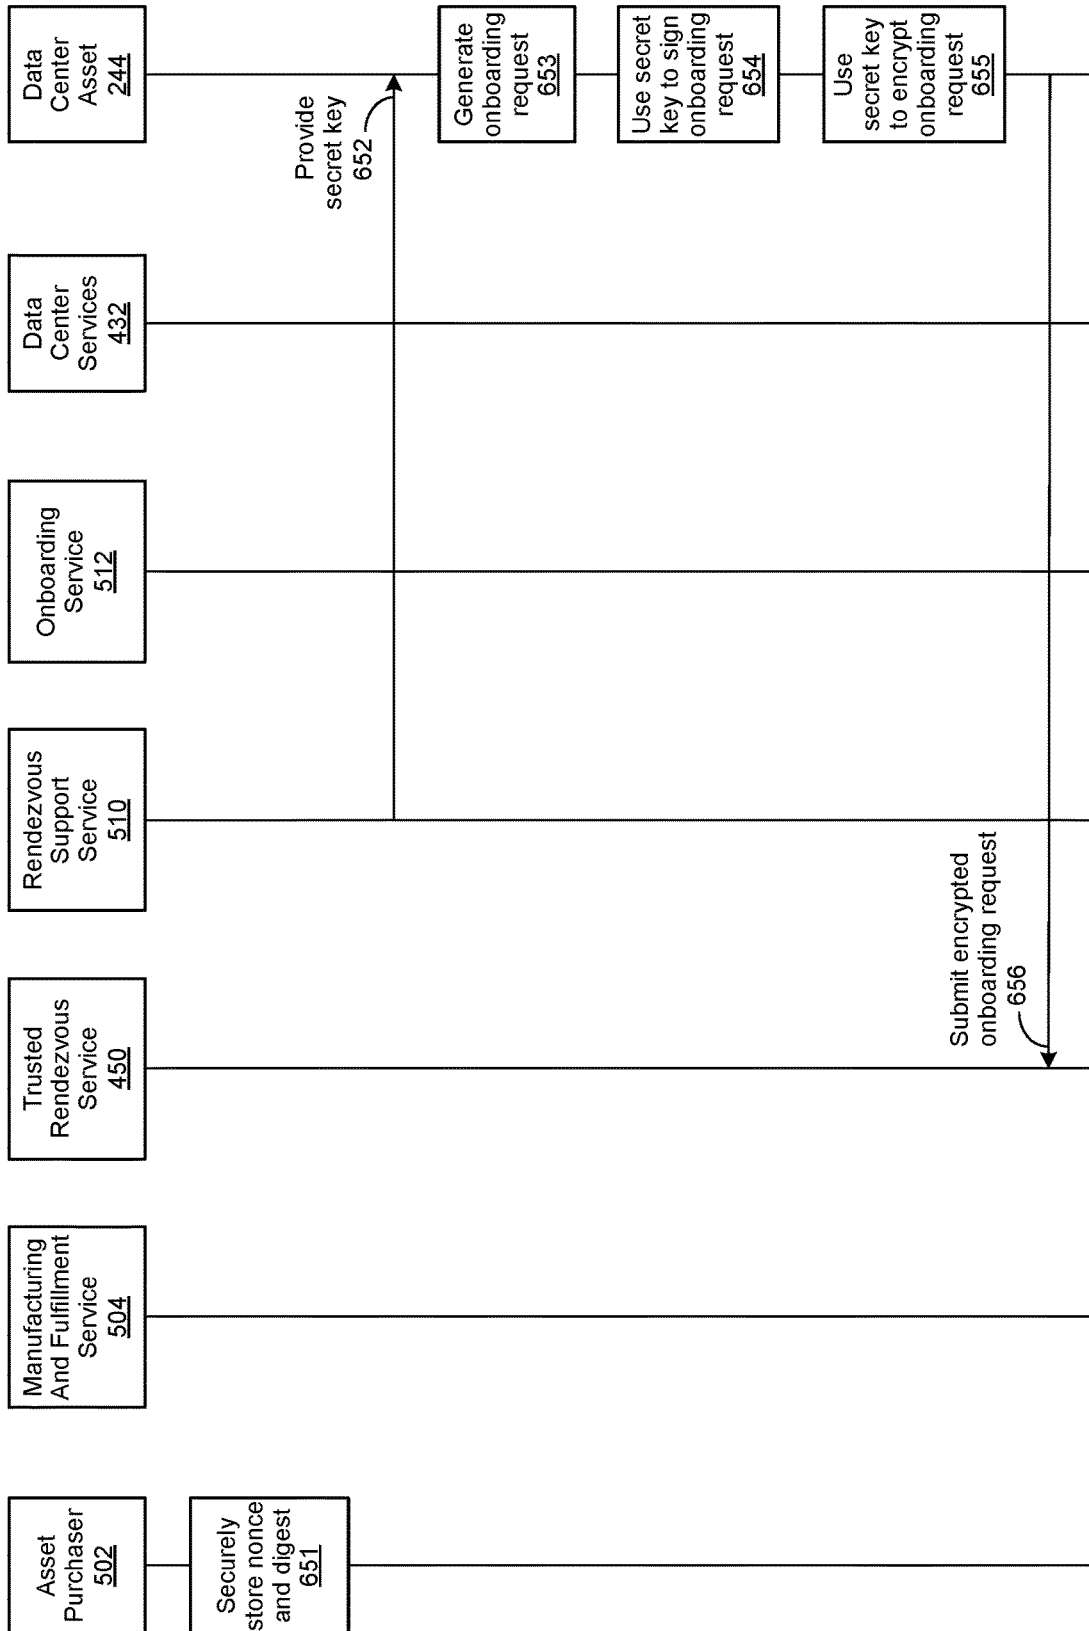 Asset
Purchaser
502
Manufacturing
And Fulfillment
Service
504
Trusted
Rendezvous
Service
450
Rendezvous
Support
Service
510
Onboarding
Service
512
Data
Center
Services
432
Data
Center
Asset
244
Securely
store nonce
and digest
651
Provide
secret key
652
Generate
onboarding
request
653
Use secret
key to sign
onboarding
request
654
Use
secret key
to encrypt
onboarding
request
655
Submit encrypted
onboarding request
656